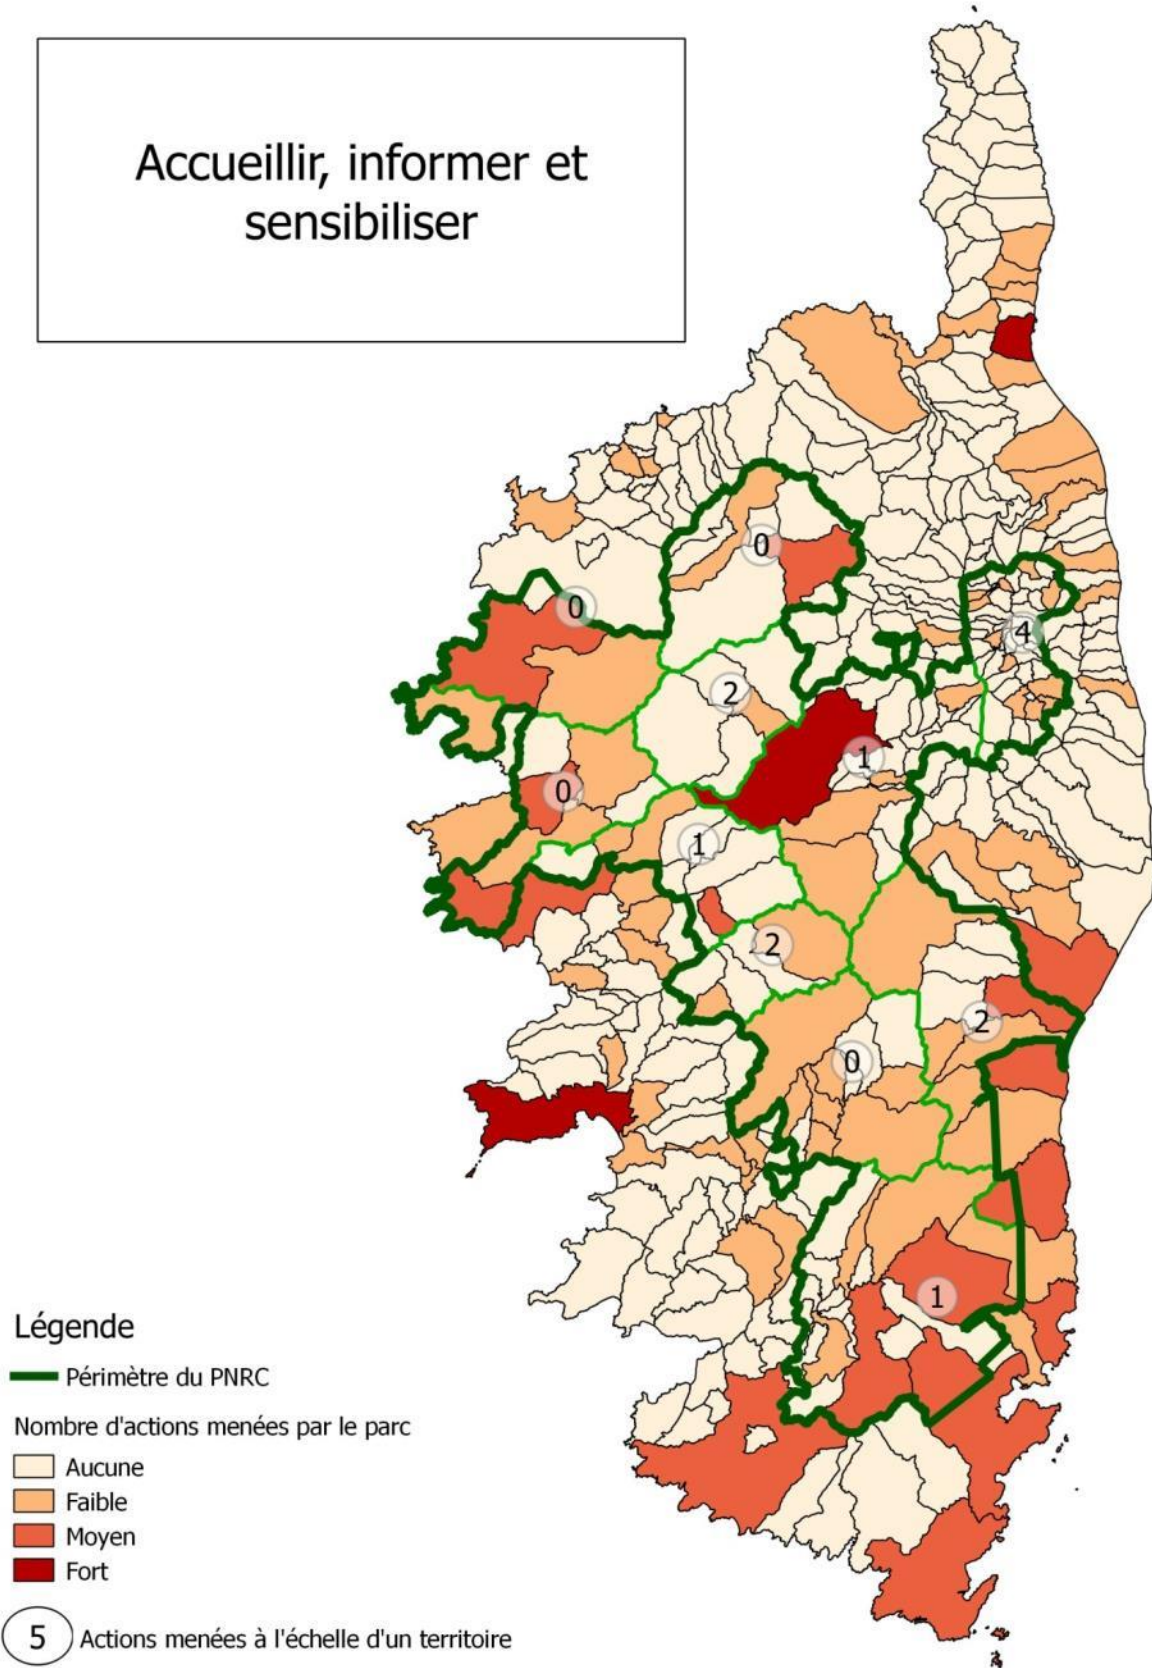 Accueillir, informer et
sensibiliser
0
0
4
2
1
0
1
2
2
0
1
Légende
Périmètre du PNRC
Nombre d'actions menées par le parc
Aucune
Faible
Moyen
Fort
5 Actions menées à l'échelle d'un territoire